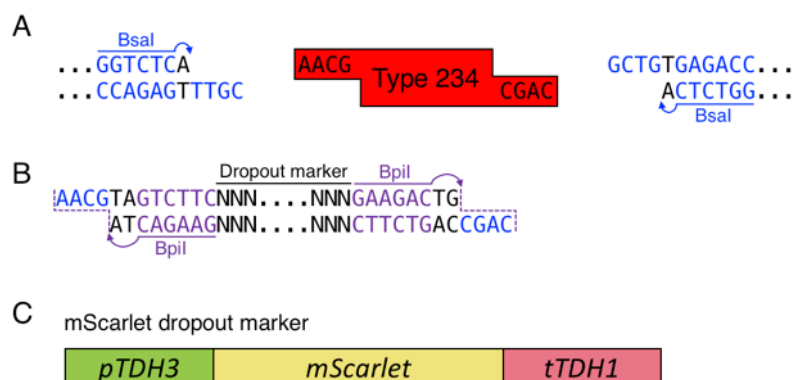 A
BsaI
...GGTCTCA
...CCAGAGTTTGC
AACG
Type 234
CGAC
GCTGTGAGACC...
ACTCTGG...
BsaI
B
Dropout marker
BpiI
AACGTAGTCTTCNNN....NNNGAAGACTG
ATCAGAAGNNN....NNNCTTCTGACCGAC
BpiI
C
mScarlet dropout marker
pTDH3
mScarlet
tTDH1